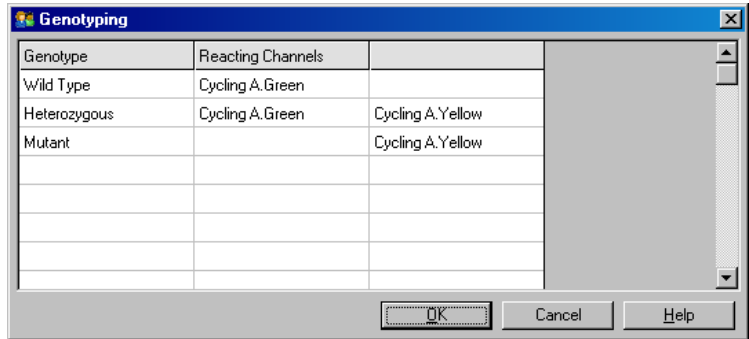 Genotyping
Genotype Reacting Channels
Wild Type Cycling A.Green
Heterozygous Cycling A.Green Cycling A.Yellow
Mutant Cycling A.Yellow
OK Cancel Help